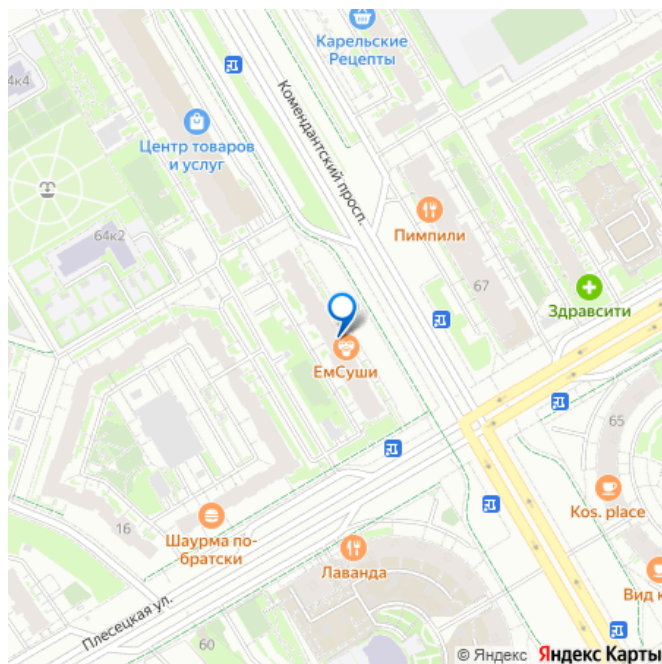 Карельские
Рецепты
64к4
Комендантский просп.
Центр товаров
и услуг
Пимпили
64к2
67
Здравсити
ЕмСуши
65
16
Kos. place
Шаурма по-
братски
Лаванда
Вид к
Плесецкая ул.
60
© Яндекс Яндекс Карты